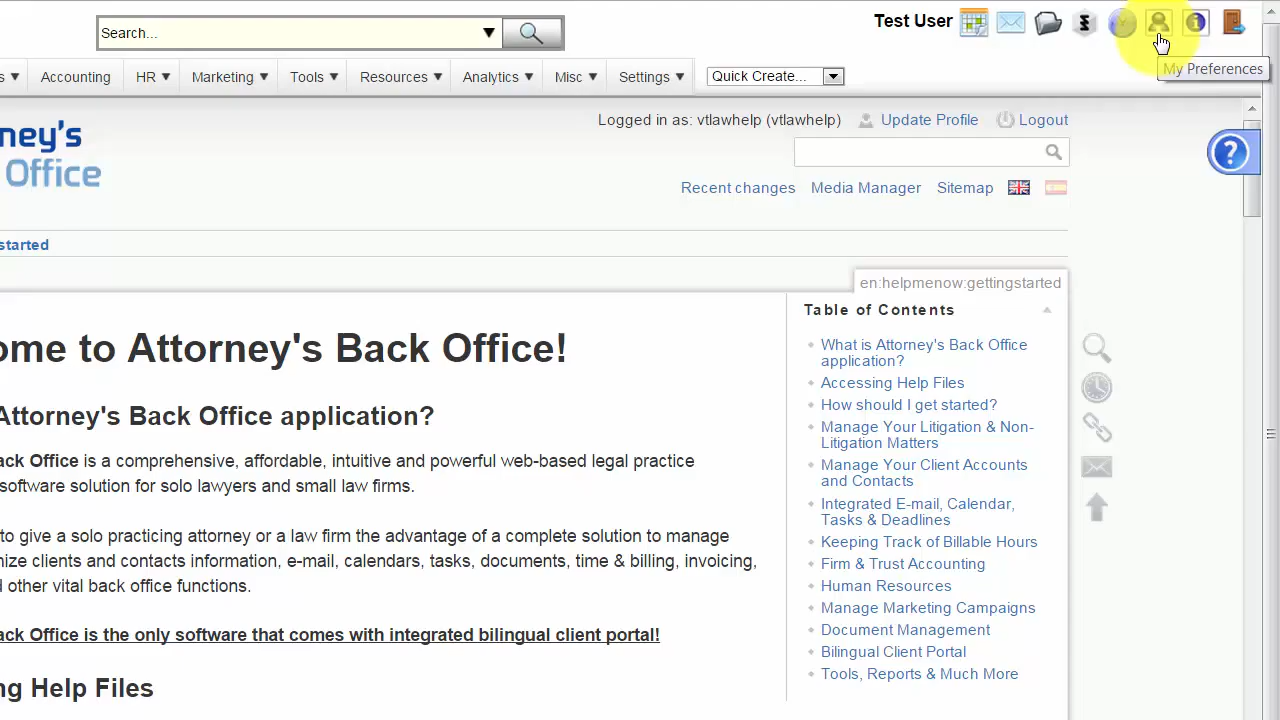 Search...
Test User
My Preferences
s
Accounting
HR
Marketing
Tools
Resources
Analytics
Misc
Settings
Quick Create...
ney's
Office
Logged in as: vtlawhelp (vtlawhelp)
Update Profile
Logout
Recent changes
Media Manager
Sitemap
started
en:helpmenow:gettingstarted
Table of Contents
What is Attorney's Back Office
application?
Accessing Help Files
How should I get started?
Manage Your Litigation & Non-
Litigation Matters
Manage Your Client Accounts
and Contacts
Integrated E-mail, Calendar,
Tasks & Deadlines
Keeping Track of Billable Hours
Firm & Trust Accounting
Human Resources
Manage Marketing Campaigns
Document Management
Bilingual Client Portal
Tools, Reports & Much More
ome to Attorney's Back Office!
Attorney's Back Office application?
ack Office is a comprehensive, affordable, intuitive and powerful web-based legal practice
software solution for solo lawyers and small law firms.
to give a solo practicing attorney or a law firm the advantage of a complete solution to manage
nize clients and contacts information, e-mail, calendars, tasks, documents, time & billing, invoicing,
d other vital back office functions.
ack Office is the only software that comes with integrated bilingual client portal!
ng Help Files